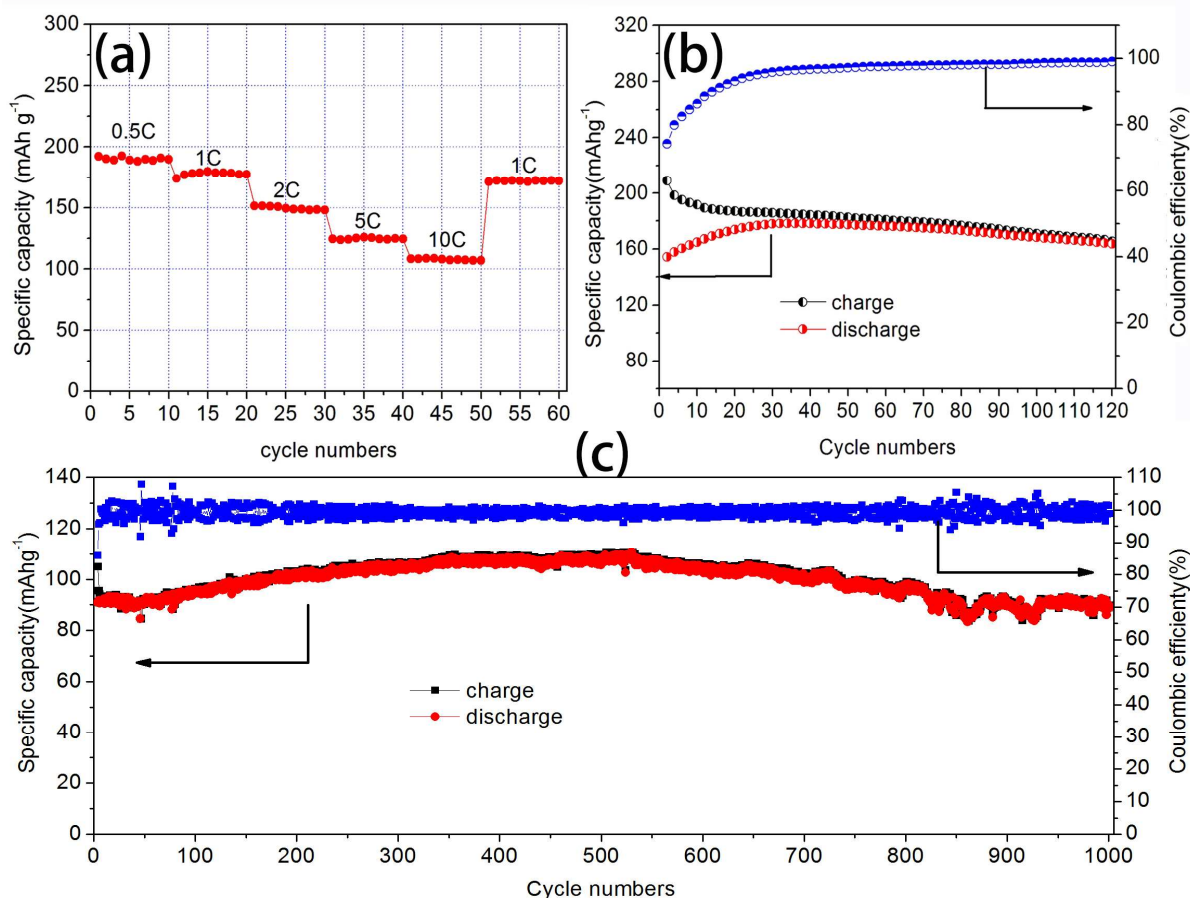 (a)
300
250
200
150
100
50
0
Specific capacity (mAh g⁻¹)
0.5C
1C
2C
5C
10C
1C
0 5 10 15 20 25 30 35 40 45 50 55 60
cycle numbers
(b)
320
280
240
200
160
120
80
Specific capacity(mAhg⁻¹)
100
80
60
40
20
0
Coulombic efficienty(%)
charge
discharge
0 10 20 30 40 50 60 70 80 90 100 110 120
Cycle numbers
(c)
140
120
100
80
60
40
20
0
Specific capacity(mAhg⁻¹)
110
100
90
80
70
60
50
40
30
20
10
0
Coulombic efficienty(%)
charge
discharge
0 100 200 300 400 500 600 700 800 900 1000
Cycle numbers